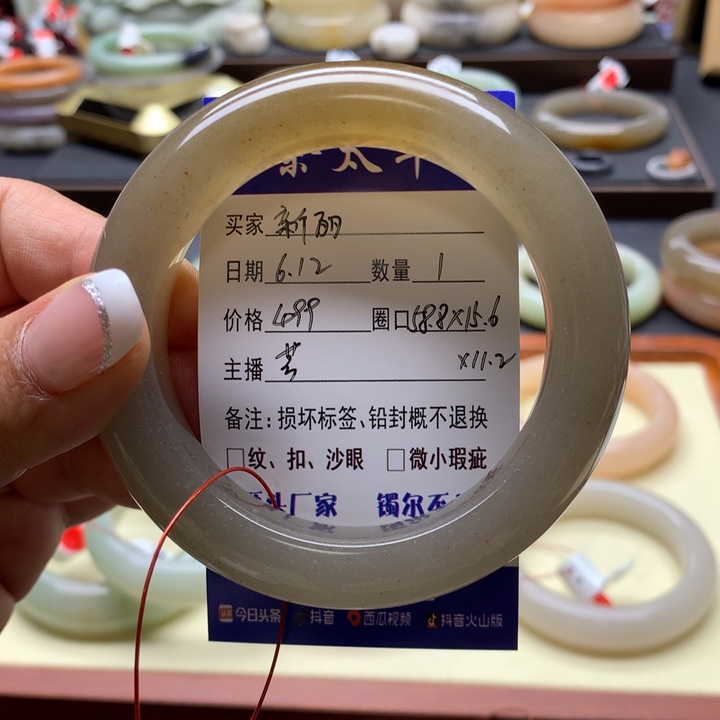 买家 新丽
日期 6.12 数量 1
价格 4099 圈口 58.8×15.6
主播 芸 ×11.2
备注:损坏标签、铅封概不退换
□纹、扣、沙眼 □微小瑕疵
头厂家 镯尔不
今日头条 抖音 西瓜视频 抖音火山版